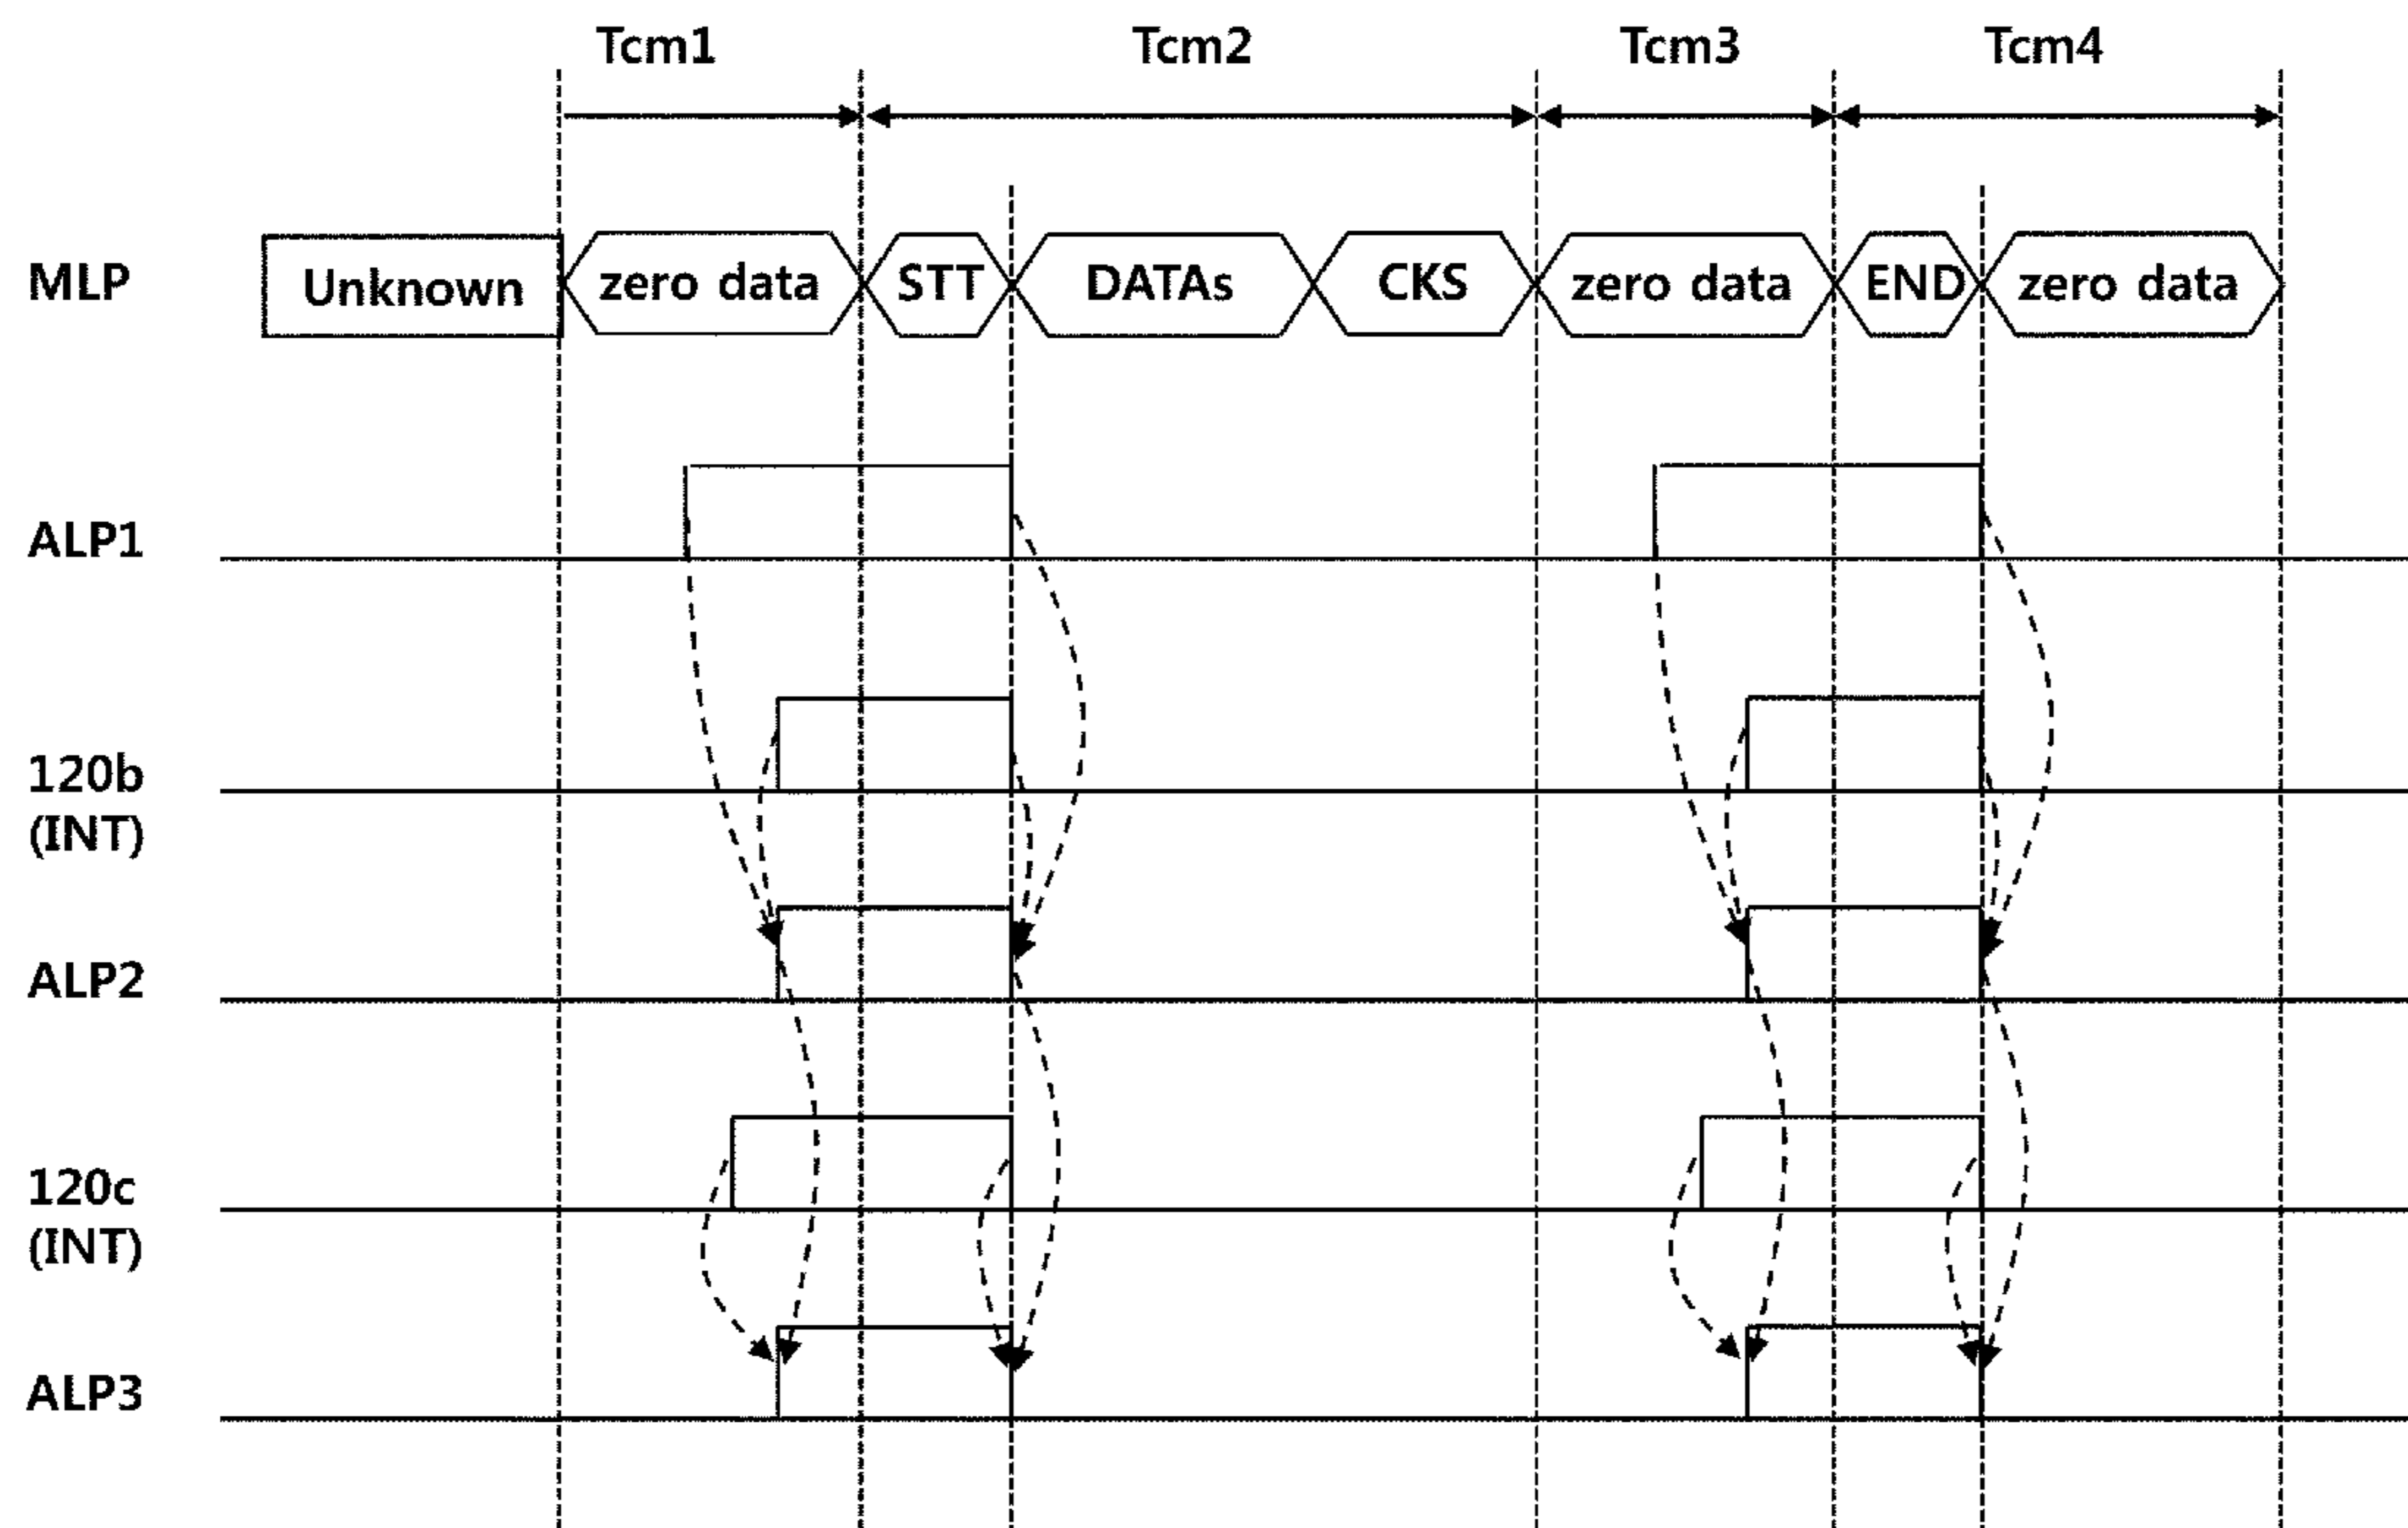 Tcm1 Tcm2 Tcm3 Tcm4
MLP Unknown zero data STT DATAs CKS zero data END zero data
ALP1
120b
(INT)
ALP2
120c
(INT)
ALP3